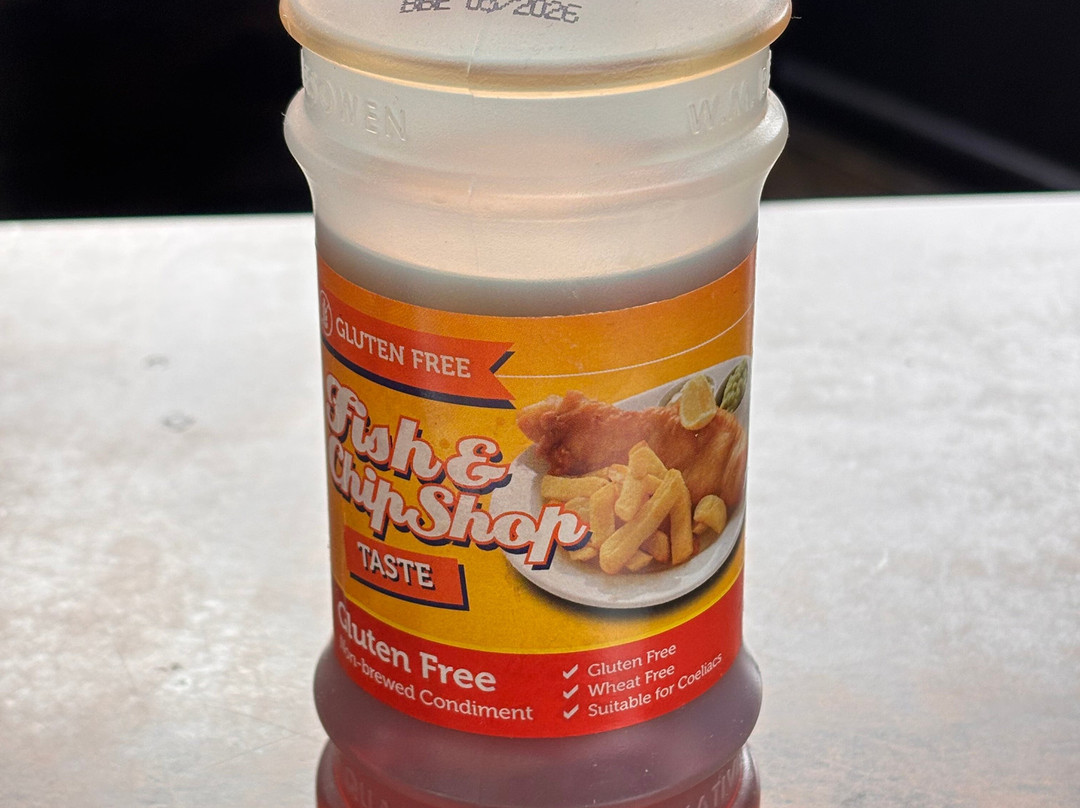 BBE 05/2026
OWEN
W.M.
GLUTEN FREE
Fish &
Chip Shop
TASTE
Gluten Free
Non-brewed Condiment
✓ Gluten Free
✓ Wheat Free
✓ Suitable for Coeliacs